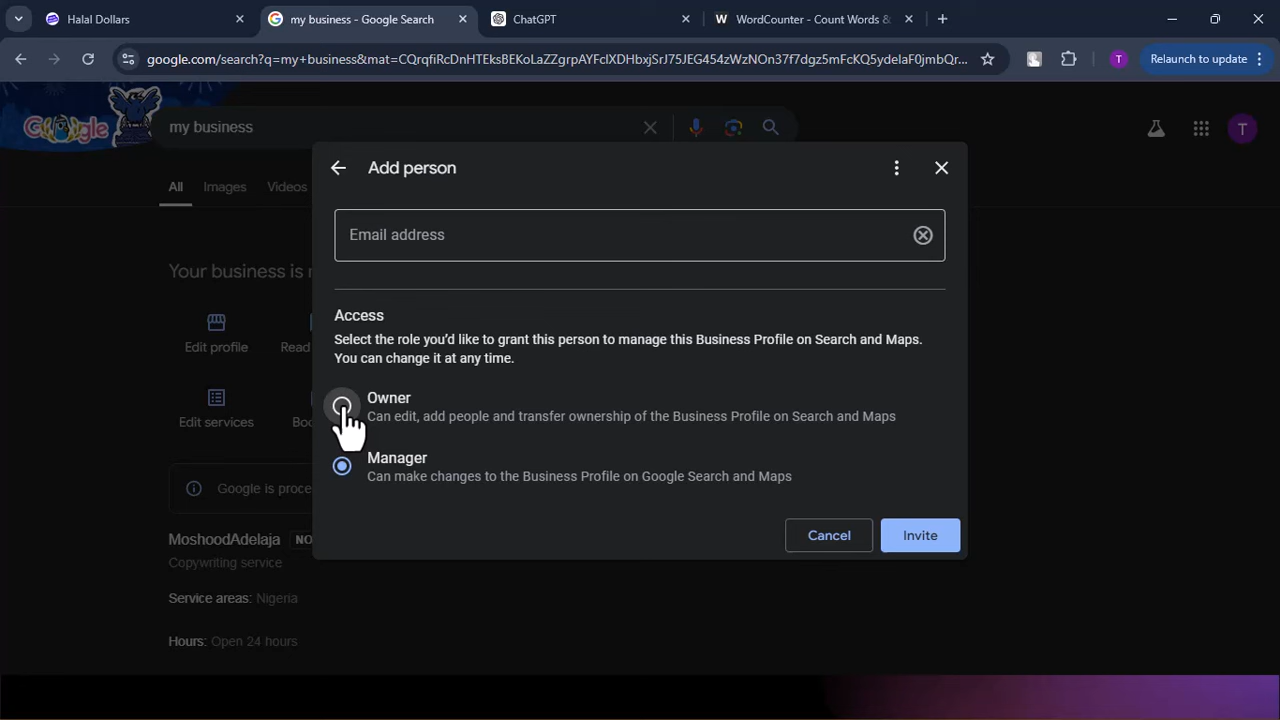 Halal Dollars
my business - Google Search
ChatGPT
WordCounter - Count Words &
google.com/search?q=my+business&mat=CQrqfiRcDnHTEksBEKoLaZZgrpAYFclXDHbxjSrJ75JEG454zWzNOn37f7dgz5mFcKQ5ydelaF0jmbQr...
T
Relaunch to update
Google
my business
T
Add person
All
Images
Videos
Email address
Your business is
Access
Select the role you'd like to grant this person to manage this Business Profile on Search and Maps.
You can change it at any time.
Edit profile
Read
Owner
Can edit, add people and transfer ownership of the Business Profile on Search and Maps
Edit services
Boo
Manager
Can make changes to the Business Profile on Google Search and Maps
Google is proce
Cancel
Invite
MoshoodAdelaja
NO
Copywriting service
Service areas: Nigeria
Hours: Open 24 hours